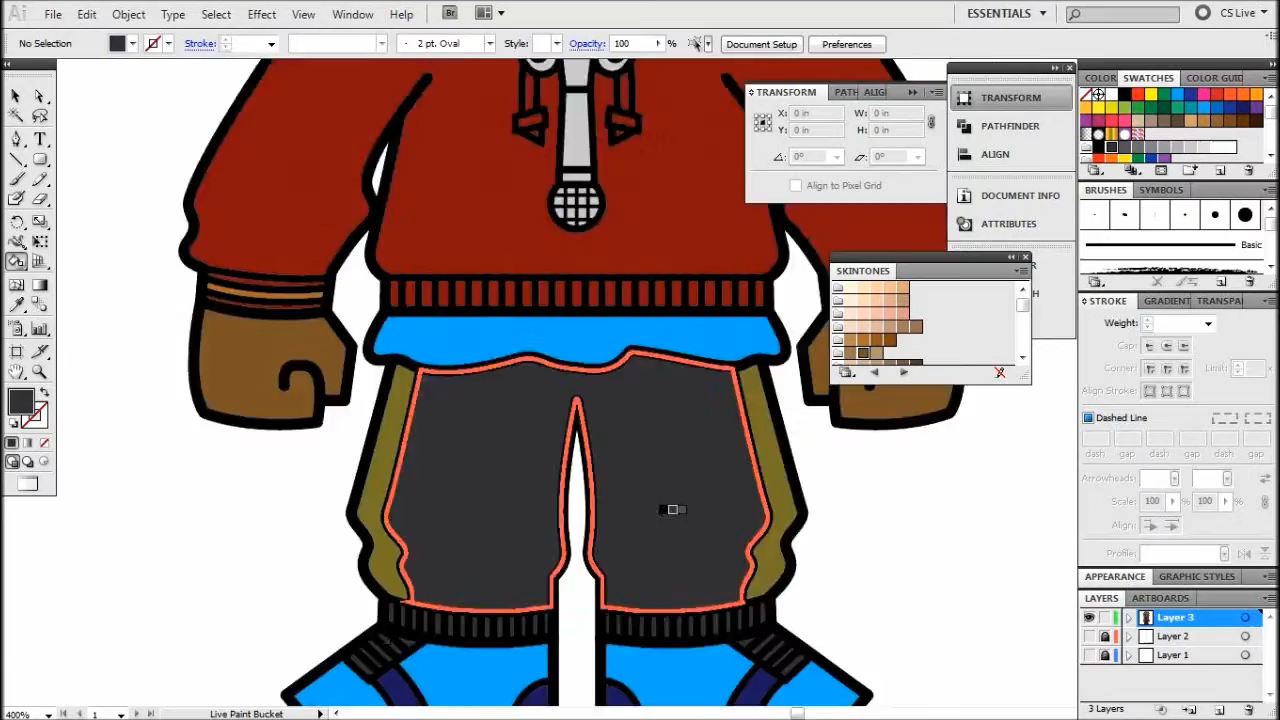 Ai File Edit Object Type Select Effect View Window Help Br ESSENTIALS CS Live
No Selection Stroke: 2 pt. Oval Style: Opacity: 100 % Document Setup Preferences
TRANSFORM PATH ALIGI
X: 0 in W: 0 in
Y: 0 in H: 0 in
0° 0°
Align to Pixel Grid
TRANSFORM
PATHFINDER
ALIGN
DOCUMENT INFO
ATTRIBUTES
R
H
SKINTONES
COLOR SWATCHES COLOR GUID
BRUSHES SYMBOLS
Basic
STROKE GRADIENT TRANSPA
Weight:
Cap:
Corner: Limit:
Align Stroke:
Dashed Line
dash gap dash gap dash gap
Arrowheads:
Scale: 100 % 100 %
Align:
Profile:
APPEARANCE GRAPHIC STYLES
LAYERS ARTBOARDS
Layer 3
Layer 2
Layer 1
3 Layers
400% 1 Live Paint Bucket